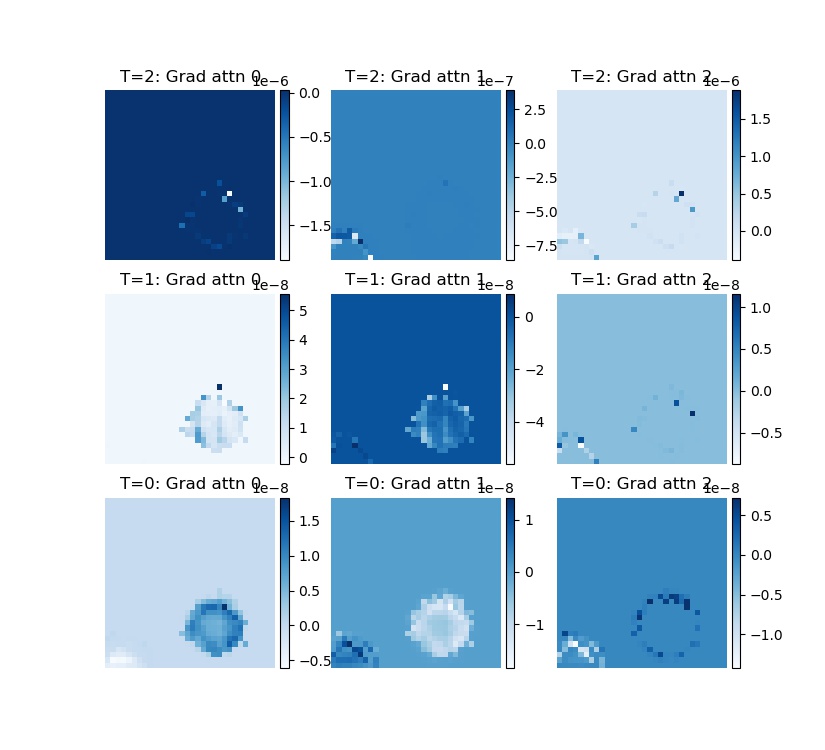 T=2: Grad attn 0
1e−6
T=2: Grad attn 1
1e−7
T=2: Grad attn 2
1e−6
0.0
−0.5
−1.0
−1.5
2.5
0.0
−2.5
−5.0
−7.5
1.5
1.0
0.5
0.0
T=1: Grad attn 0
1e−8
T=1: Grad attn 1
1e−8
T=1: Grad attn 2
1e−8
5
4
3
2
1
0
0
−2
−4
1.0
0.5
0.0
−0.5
T=0: Grad attn 0
1e−8
T=0: Grad attn 1
1e−8
T=0: Grad attn 2
1e−8
1.5
1.0
0.5
0.0
−0.5
1
0
−1
0.5
0.0
−0.5
−1.0